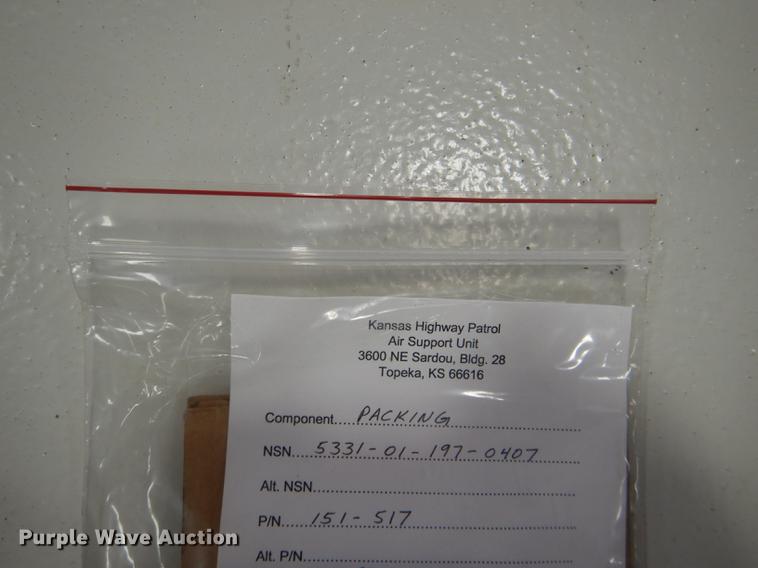 Kansas Highway Patrol
Air Support Unit
3600 NE Sardou, Bldg. 28
Topeka, KS 66616
Component....PACKING
NSN...5331-01-197-0407
Alt. NSN
P/N....151-517
Alt. P/N
Purple Wave Auction